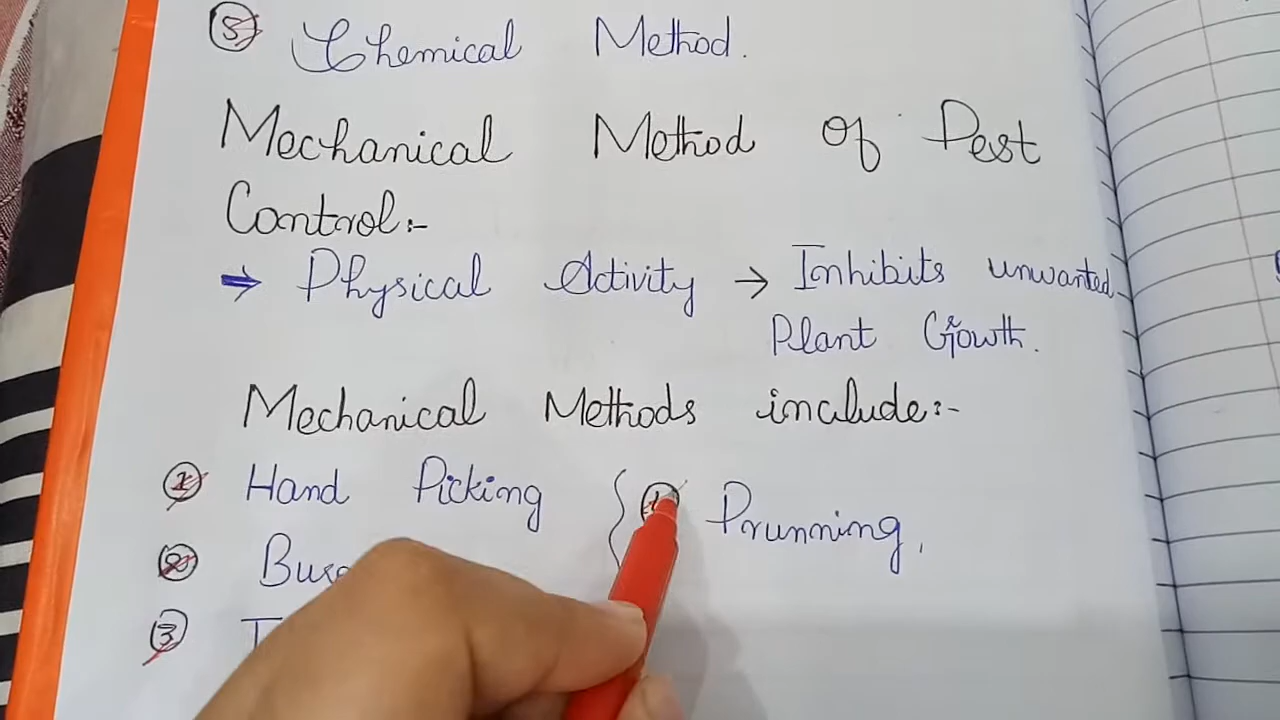 ⑤ Chemical Method.
Mechanical Method Of Pest
Control:-
⇒ Physical Activity → Inhibits unwanted
Plant Growth.
Mechanical Methods include:-
① Hand Picking
Prunning,
②
③